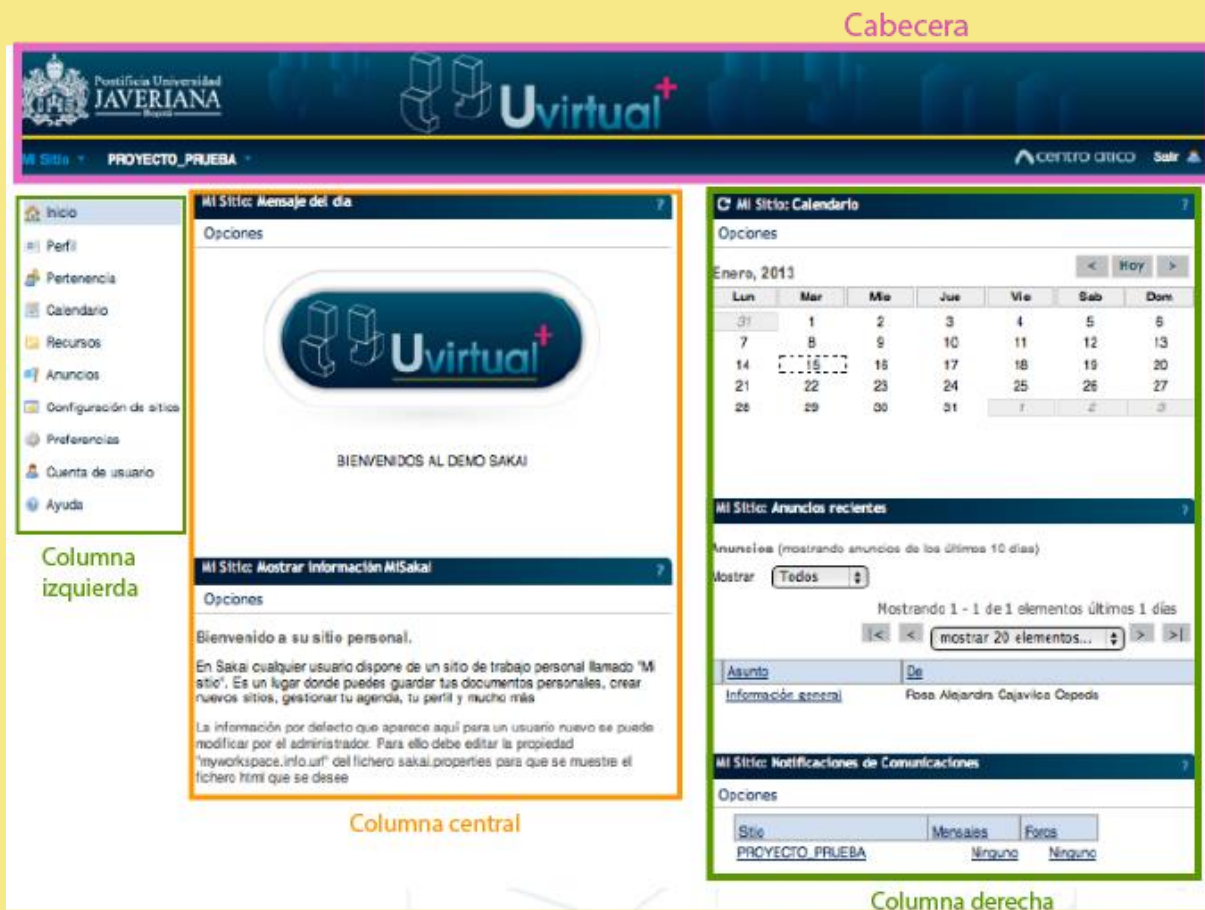 Cabecera
Pontificia Universidad
JAVERIANA
Bogotá
Uvirtual+
Mi Sitio PROYECTO_PRUEBA
centro ático Salir
Inicio
Perfil
Pertenencia
Calendario
Recursos
Anuncios
Configuración de sitios
Preferencias
Cuenta de usuario
Ayuda
Columna
izquierda
Mi Sitio: Mensaje del día ?
Opciones
Uvirtual+
BIENVENIDOS AL DEMO SAKAI
Mi Sitio: Mostrar Información MiSakai ?
Opciones
Bienvenido a su sitio personal.
En Sakai cualquier usuario dispone de un sitio de trabajo personal llamado "Mi
sitio". Es un lugar donde puedes guardar tus documentos personales, crear
nuevos sitios, gestionar tu agenda, tu perfil y mucho más
La información por defecto que aparece aquí para un usuario nuevo se puede
modificar por el administrador. Para ello debe editar la propiedad
"myworkspace.info.url" del fichero sakai.properties para que se muestre el
fichero html que se desee
Columna central
Mi Sitio: Calendario ?
Opciones
Enero, 2013 < Hoy >
Lun Mar Mie Jue Vie Sab Dom
31 1 2 3 4 5 6
7 8 9 10 11 12 13
14 15 16 17 18 19 20
21 22 23 24 25 26 27
28 29 30 31 1 2 3
Mi Sitio: Anuncios recientes ?
Anuncios (mostrando anuncios de los últimos 10 días)
Mostrar Todos
Mostrando 1 - 1 de 1 elementos últimos 1 días
|< < mostrar 20 elementos... > >|
Asunto De
Información general Rosa Alejandra
Mi Sitio: Notificaciones de Comunicaciones ?
Opciones
Sitio Mensajes Foros
PROYECTO_PRUEBA Ninguno Ninguno
Columna derecha